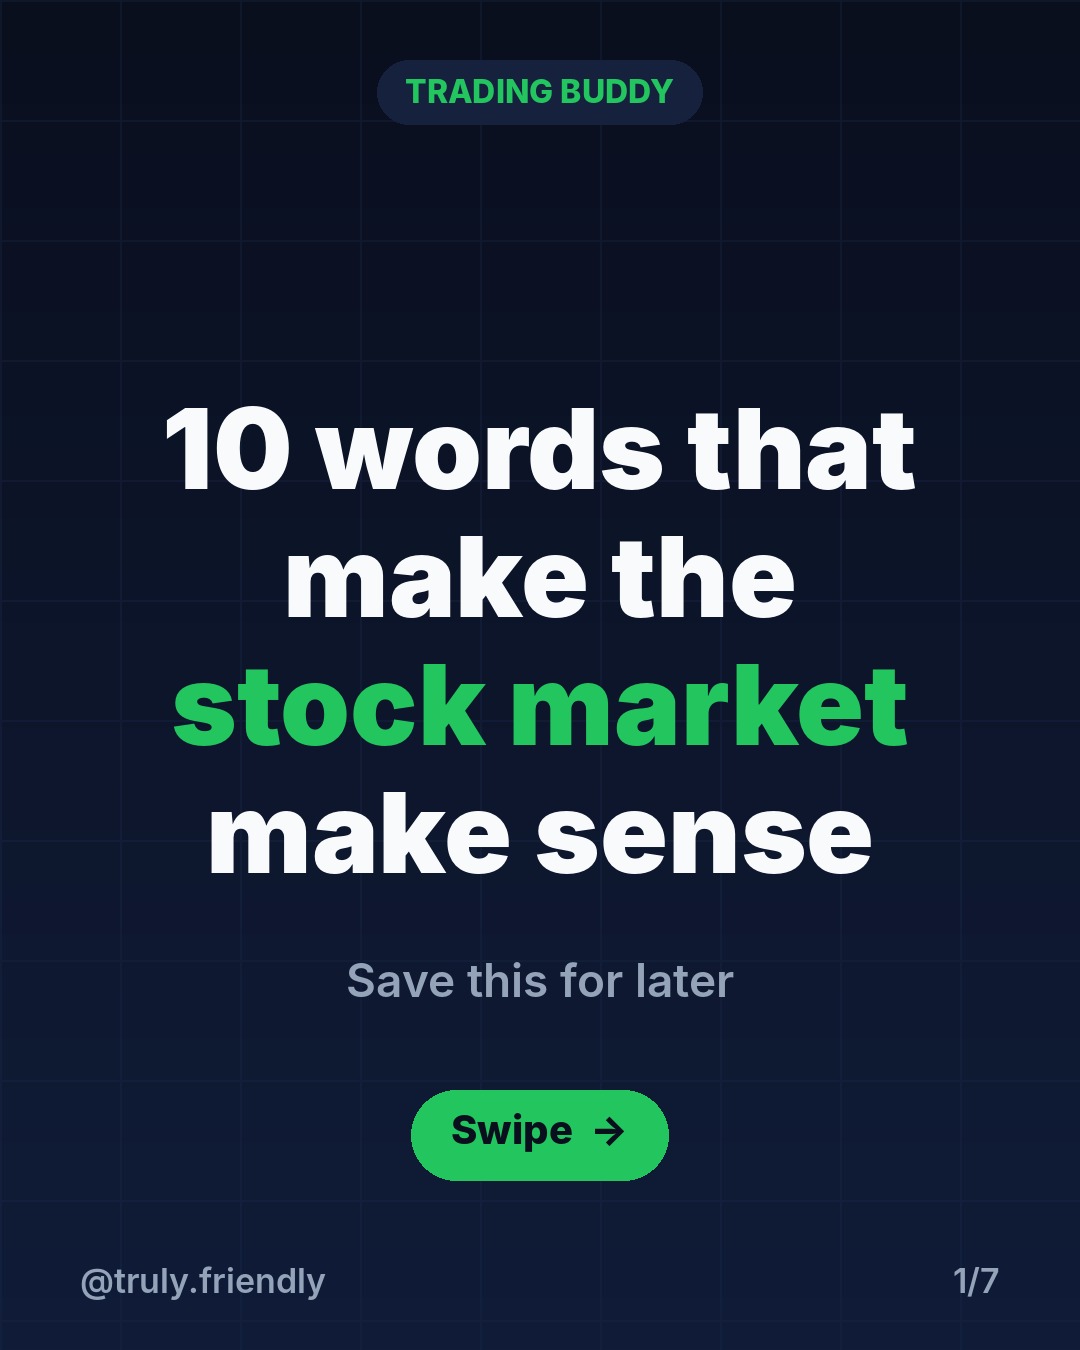 TRADING BUDDY
10 words that
make the
stock market
make sense
Save this for later
Swipe →
@truly.friendly
1/7